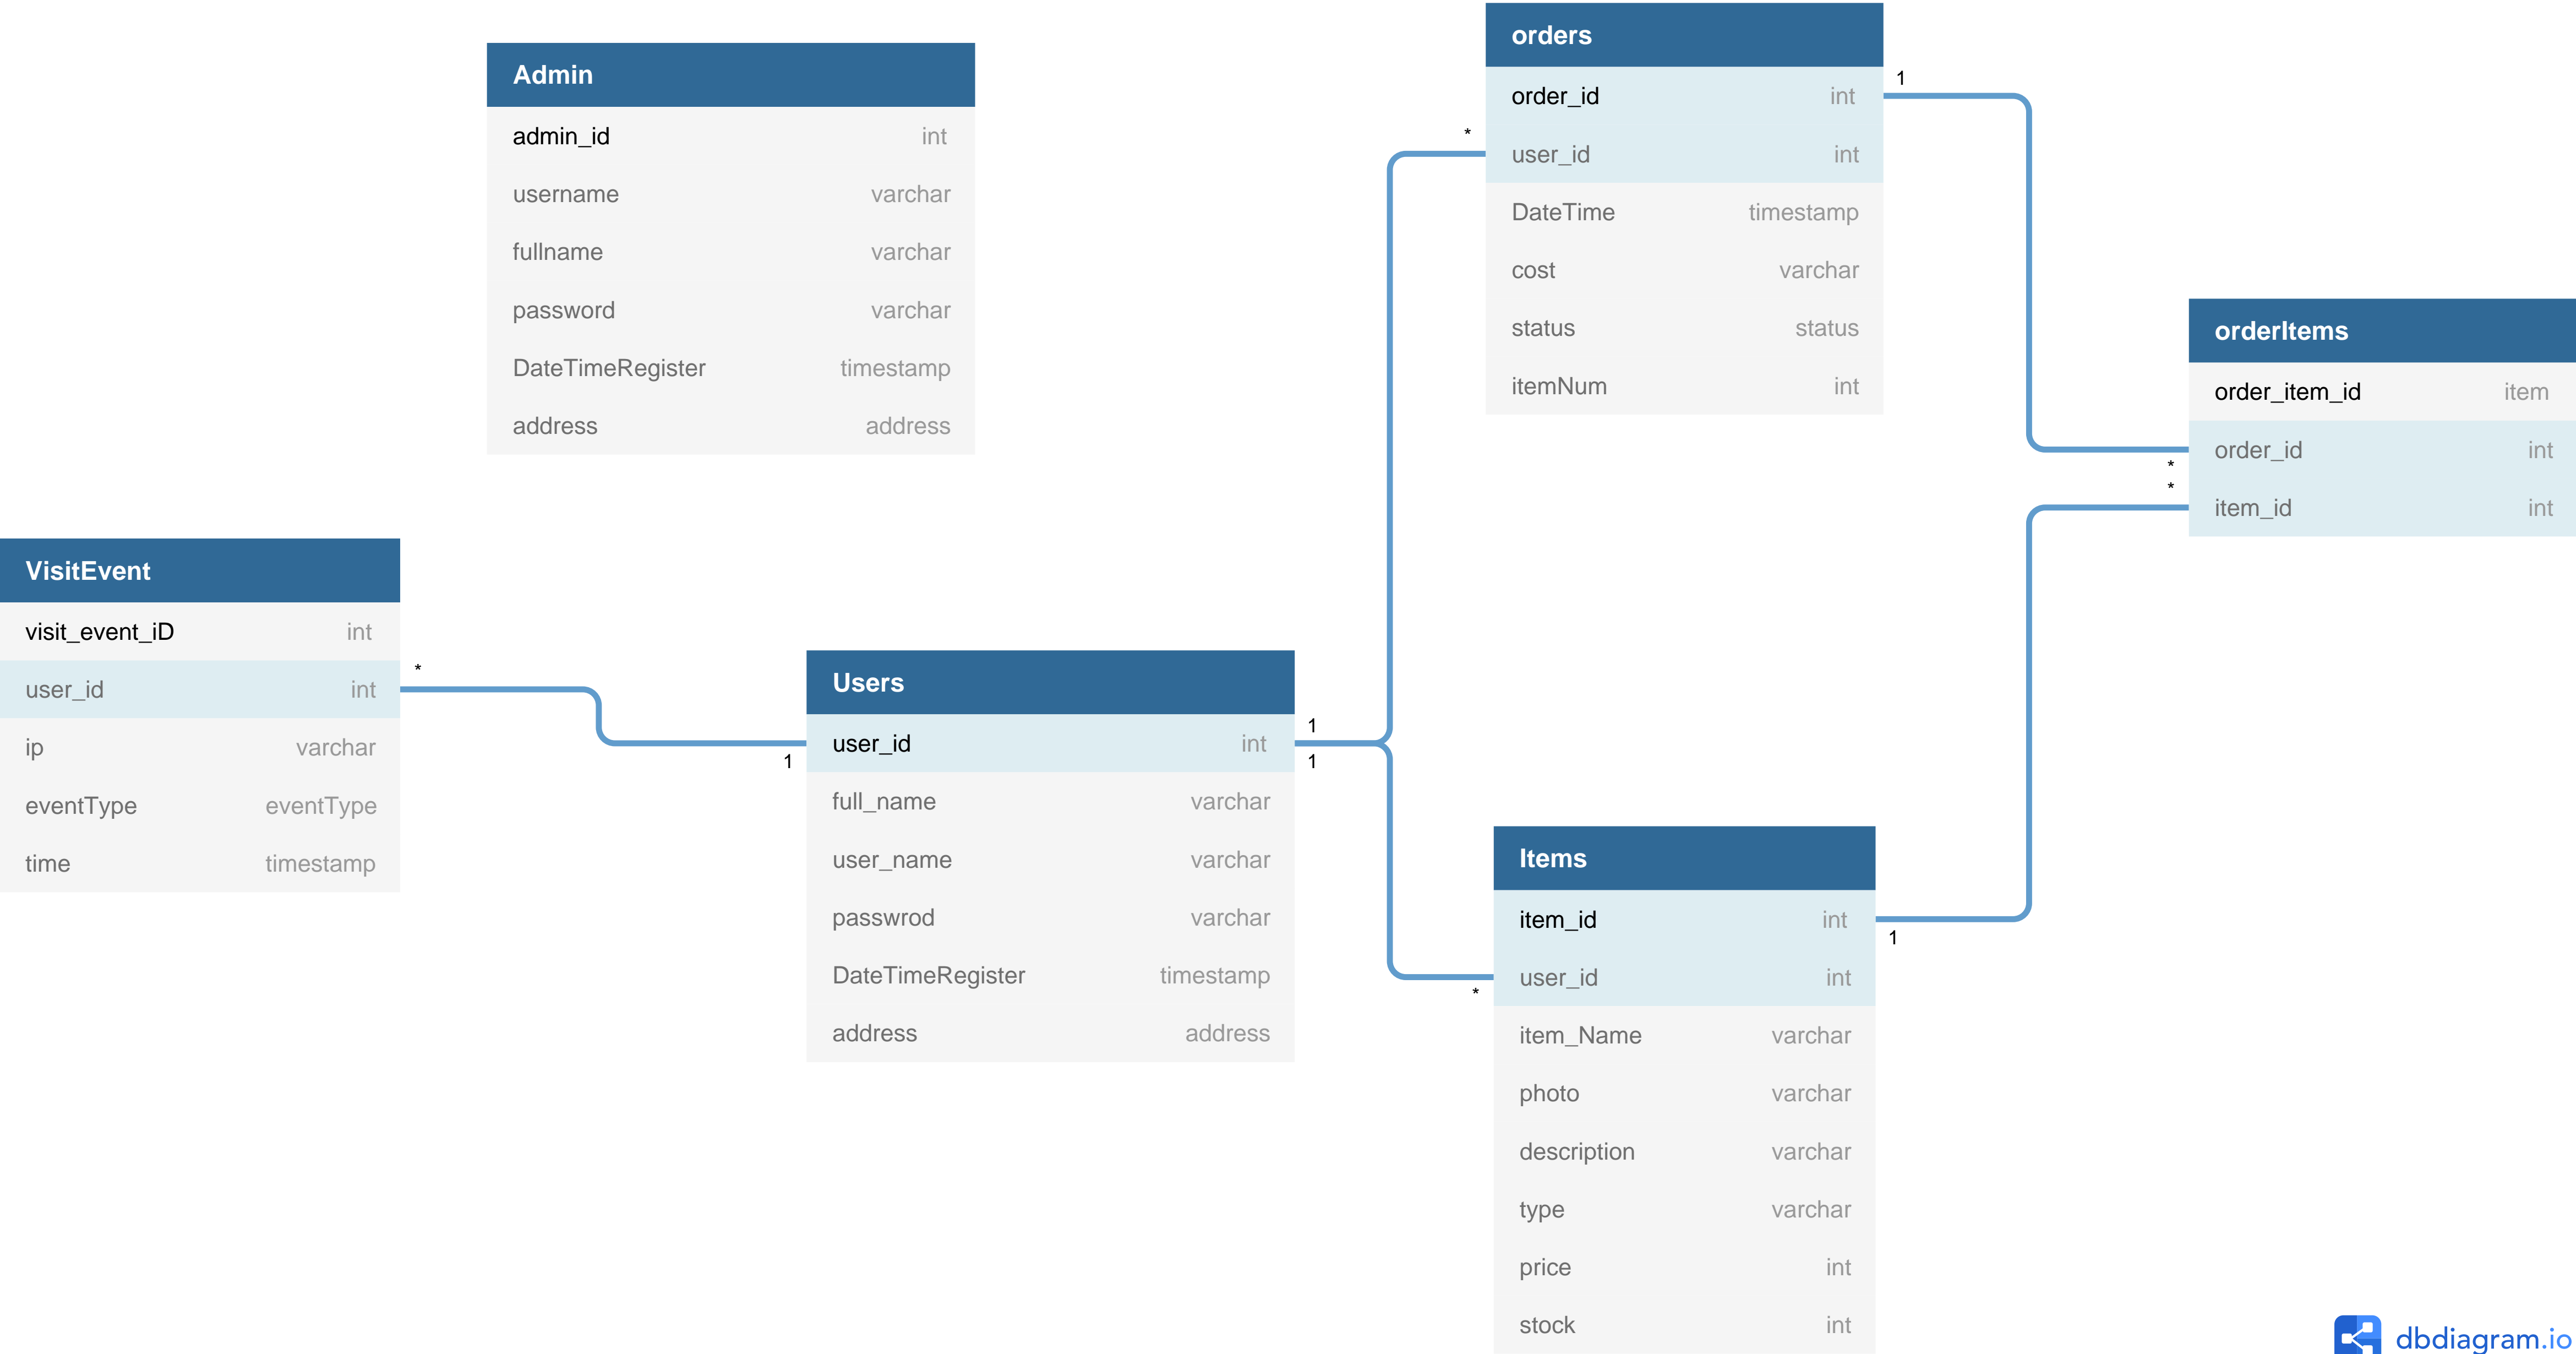 Admin
admin_id int
username varchar
fullname varchar
password varchar
DateTimeRegister timestamp
address address
orders
order_id int
user_id int
DateTime timestamp
cost varchar
status status
itemNum int
1
*
orderItems
order_item_id item
order_id int
item_id int
*
*
VisitEvent
visit_event_iD int
user_id int
ip varchar
eventType eventType
time timestamp
*
1
Users
user_id int
full_name varchar
user_name varchar
passwrod varchar
DateTimeRegister timestamp
address address
1
1
Items
item_id int
user_id int
item_Name varchar
photo varchar
description varchar
type varchar
price int
stock int
*
1
dbdiagram.io